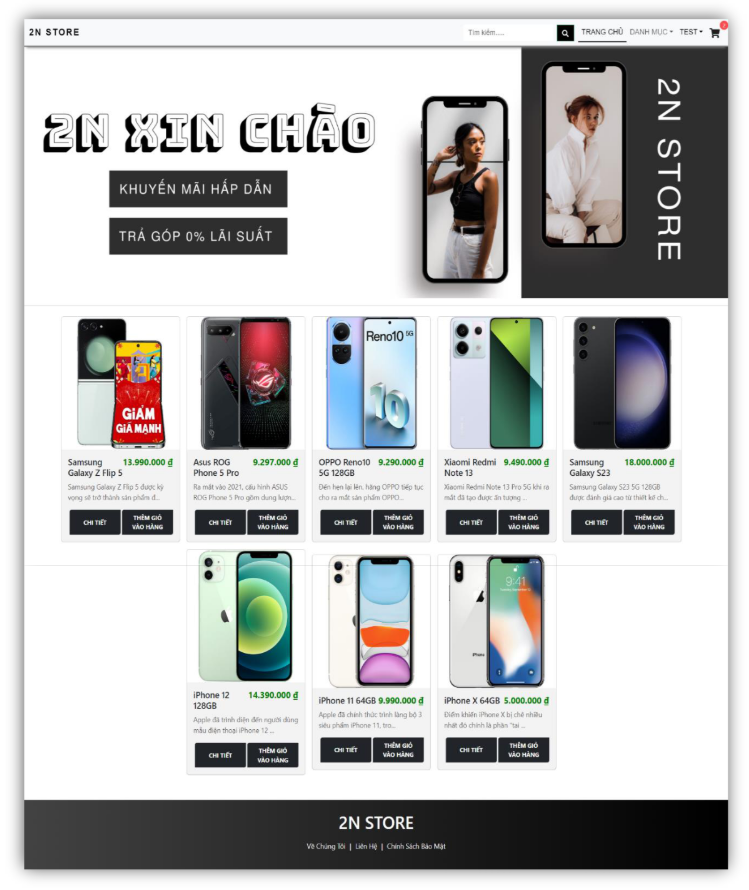 2N STORE
Tìm kiếm.....
TRANG CHỦ
DANH MỤC
TEST
2N XIN CHÀO
KHUYẾN MÃI HẤP DẪN
TRẢ GÓP 0% LÃI SUẤT
2N STORE
GIẢM
GIÁ MẠNH
Reno10 5G
10
Samsung Galaxy Z Flip 5
13.990.000 ₫
Samsung Galaxy Z Flip 5 được kỳ
vọng sẽ trở thành sản phẩm đ...
CHI TIẾT
THÊM GIỎ
VÀO HÀNG
Asus ROG
Phone 5 Pro
9.297.000 ₫
Ra mắt vào 2021, cấu hình ASUS
ROG Phone 5 Pro gồm dung lượn...
CHI TIẾT
THÊM GIỎ
VÀO HÀNG
OPPO Reno10
5G 128GB
9.290.000 ₫
Đến hẹn lại lên, hãng OPPO tiếp tục
cho ra mắt sản phẩm OPPO...
CHI TIẾT
THÊM GIỎ
VÀO HÀNG
Xiaomi Redmi
Note 13
9.490.000 ₫
Xiaomi Redmi Note 13 Pro 5G khi ra
mắt đã tạo được ấn tượng ...
CHI TIẾT
THÊM GIỎ
VÀO HÀNG
Samsung
Galaxy S23
18.000.000 ₫
Samsung Galaxy S23 5G 128GB
được đánh giá cao từ thiết kế ch...
CHI TIẾT
THÊM GIỎ
VÀO HÀNG
iPhone 12
128GB
14.390.000 ₫
Apple đã trình diện đến người dùng
mẫu điện thoại iPhone 12 ...
CHI TIẾT
THÊM GIỎ
VÀO HÀNG
iPhone 11 64GB
9.990.000 ₫
Apple đã chính thức trình làng bộ 3
siêu phẩm iPhone 11, tro...
CHI TIẾT
THÊM GIỎ
VÀO HÀNG
9:41
iPhone X 64GB
5.000.000 ₫
Điểm khiến iPhone X bị chê nhiều
nhất đó chính là phần "tai ...
CHI TIẾT
THÊM GIỎ
VÀO HÀNG
2N STORE
Về Chúng Tôi | Liên Hệ | Chính Sách Bảo Mật